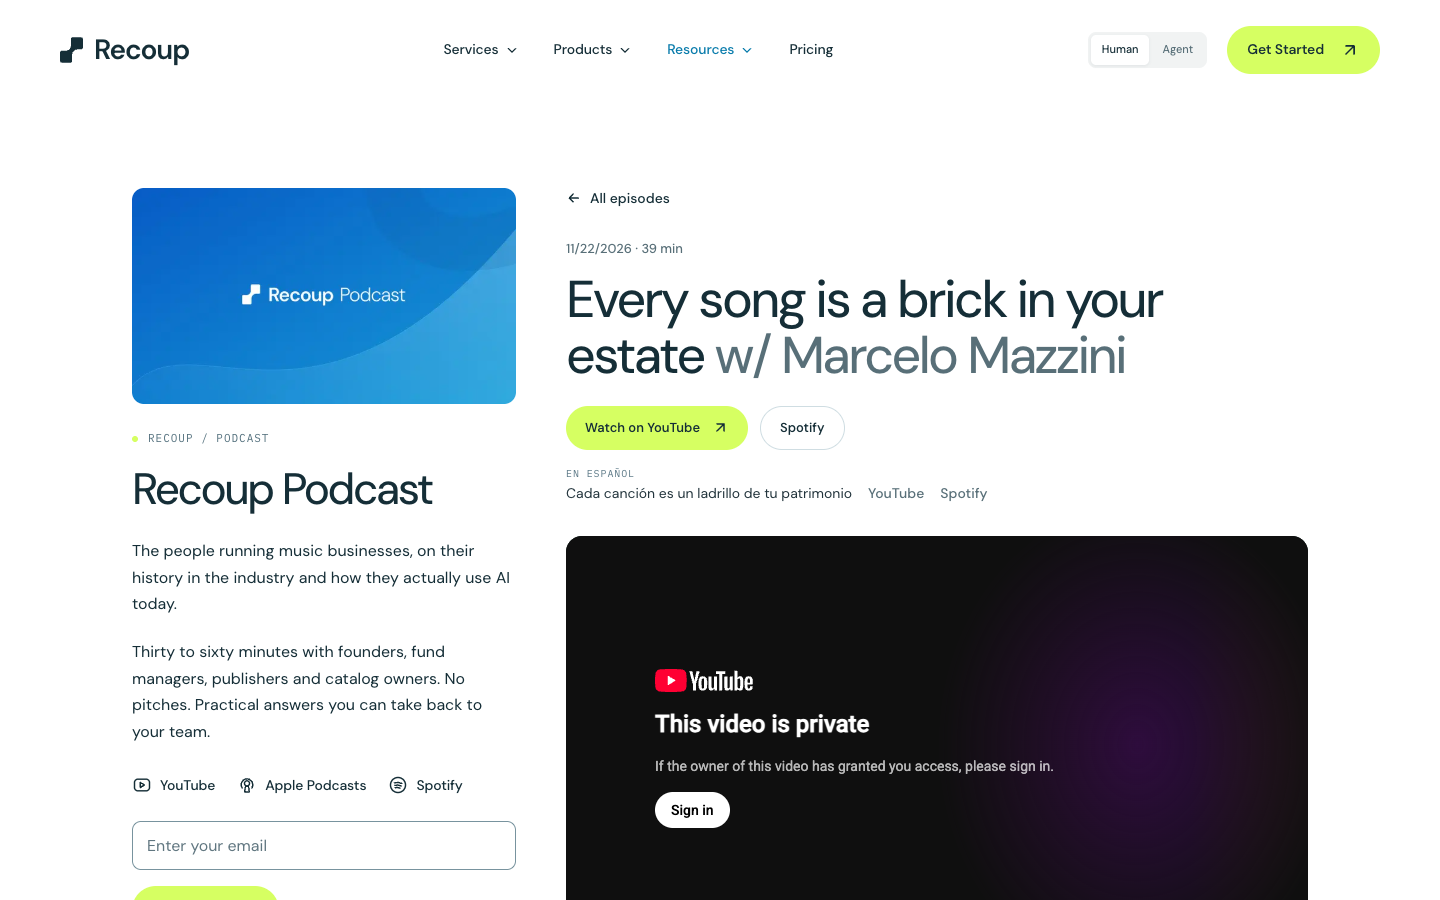 Recoup
Services
Products
Resources
Pricing
Human
Agent
Get Started
Recoup Podcast
RECOUP / PODCAST
Recoup Podcast
The people running music businesses, on their
history in the industry and how they actually use AI
today.
Thirty to sixty minutes with founders, fund
managers, publishers and catalog owners. No
pitches. Practical answers you can take back to
your team.
YouTube
Apple Podcasts
Spotify
Enter your email
All episodes
11/22/2026 · 39 min
Every song is a brick in your
estate w/ Marcelo Mazzini
Watch on YouTube
Spotify
EN ESPAÑOL
Cada canción es un ladrillo de tu patrimonio YouTube Spotify
YouTube
This video is private
If the owner of this video has granted you access, please sign in.
Sign in